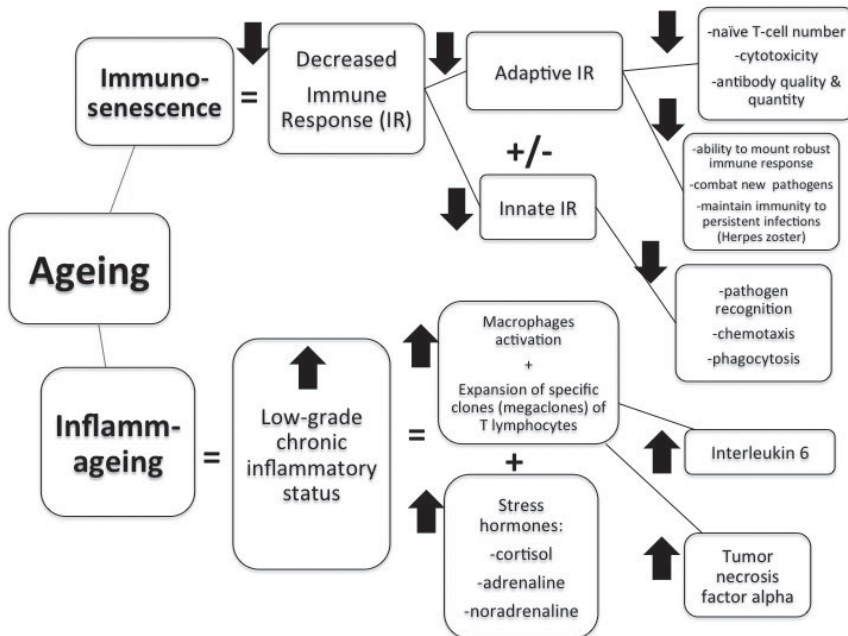 Ageing
Immuno-
senescence
=
Decreased
Immune
Response (IR)
Adaptive IR
-naïve T-cell number
-cytotoxicity
-antibody quality &
quantity
-ability to mount robust
immune response
-combat new pathogens
-maintain immunity to
persistent infections
(Herpes zoster)
+/-
Innate IR
-pathogen
recognition
-chemotaxis
-phagocytosis
Inflamm-
ageing
=
Low-grade
chronic
inflammatory
status
=
Macrophages
activation
+
Expansion of specific
clones (megaclones) of
T lymphocytes
+
Stress
hormones:
-cortisol
-adrenaline
-noradrenaline
Interleukin 6
Tumor
necrosis
factor alpha